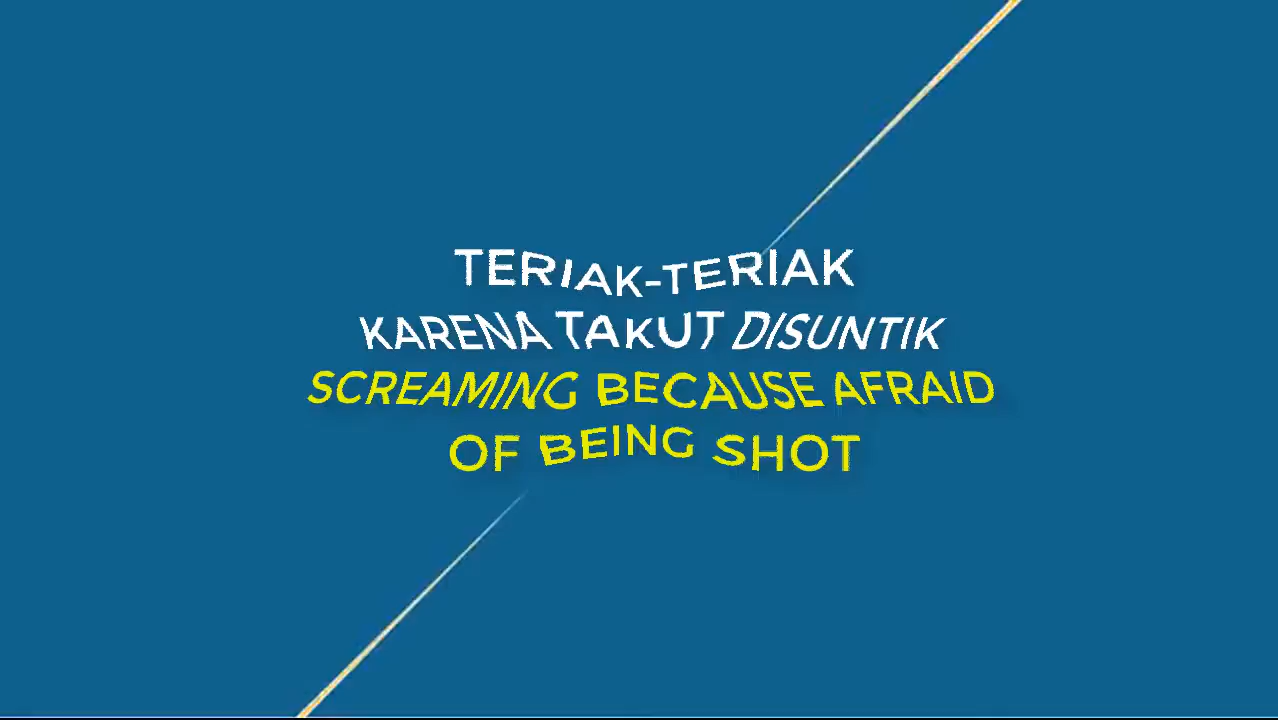 TERIAK-TERIAK
KARENA TAKUT DISUNTIK
SCREAMING BECAUSE AFRAID
OF BEING SHOT